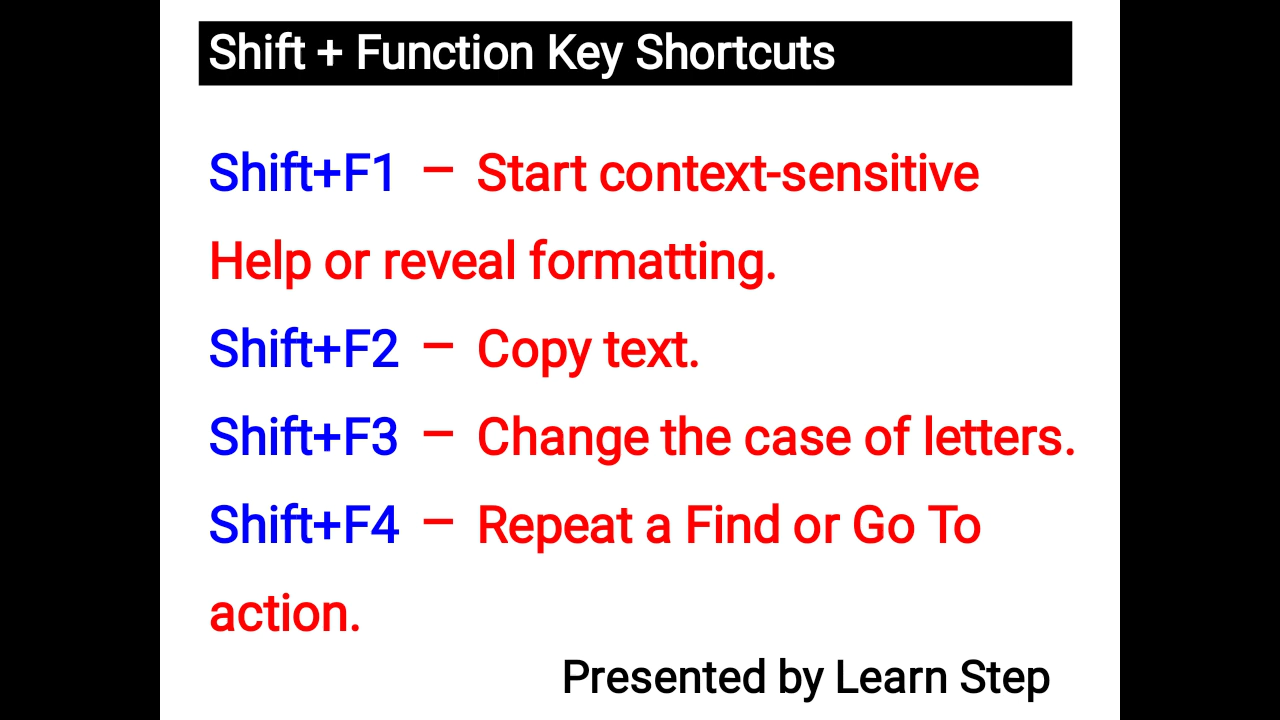 Shift + Function Key Shortcuts
Shift+F1 – Start context-sensitive
Help or reveal formatting.
Shift+F2 – Copy text.
Shift+F3 – Change the case of letters.
Shift+F4 – Repeat a Find or Go To
action.
Presented by Learn Step